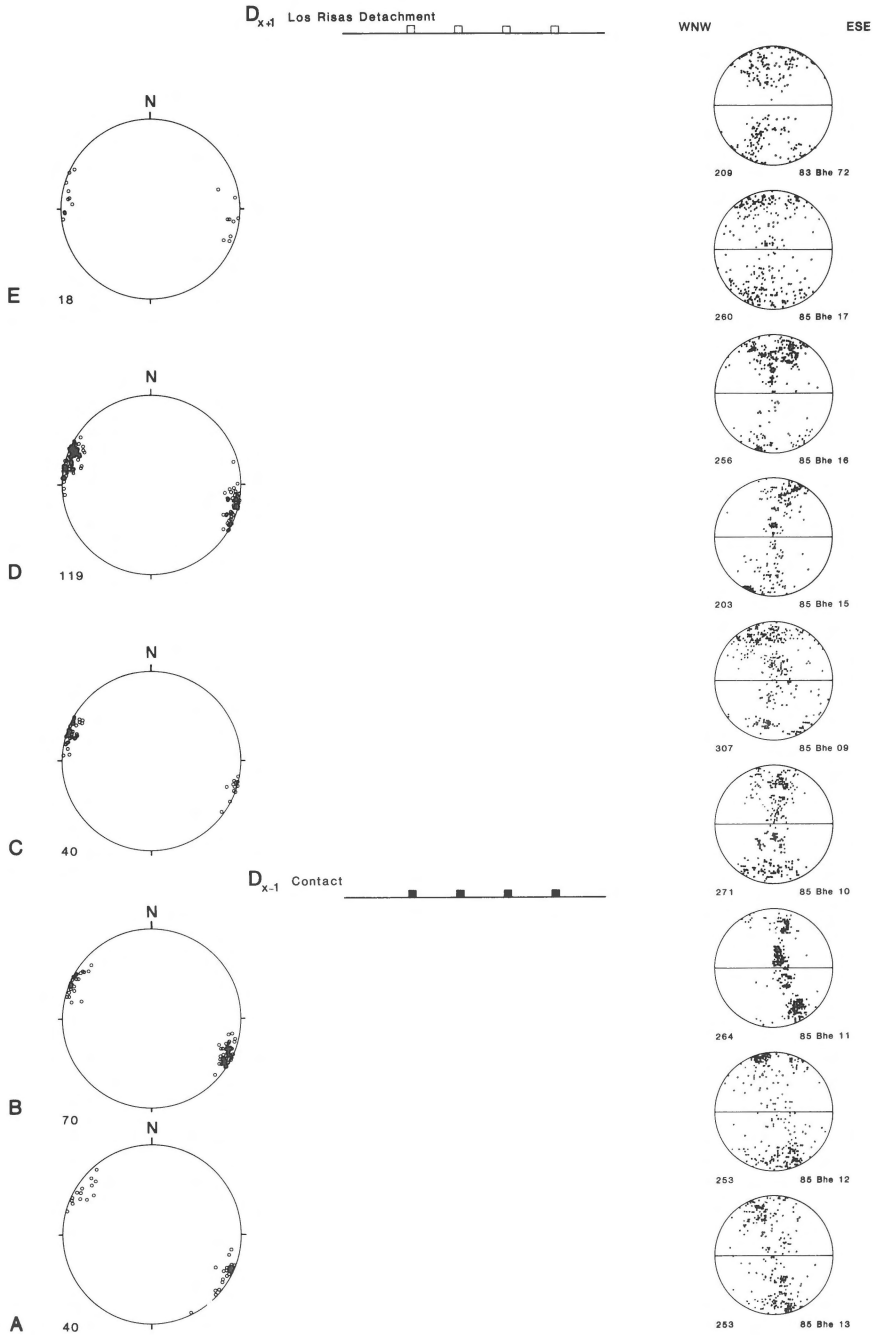 D x+1 Los Risas Detachment
WNW ESE
N
209 83 Bhe 72
E 18
260 85 Bhe 17
N
256 85 Bhe 16
D 119
203 85 Bhe 15
N
307 85 Bhe 09
C 40
271 85 Bhe 10
D x-1 Contact
N
264 85 Bhe 11
B 70
N
253 85 Bhe 12
A 40
253 85 Bhe 13